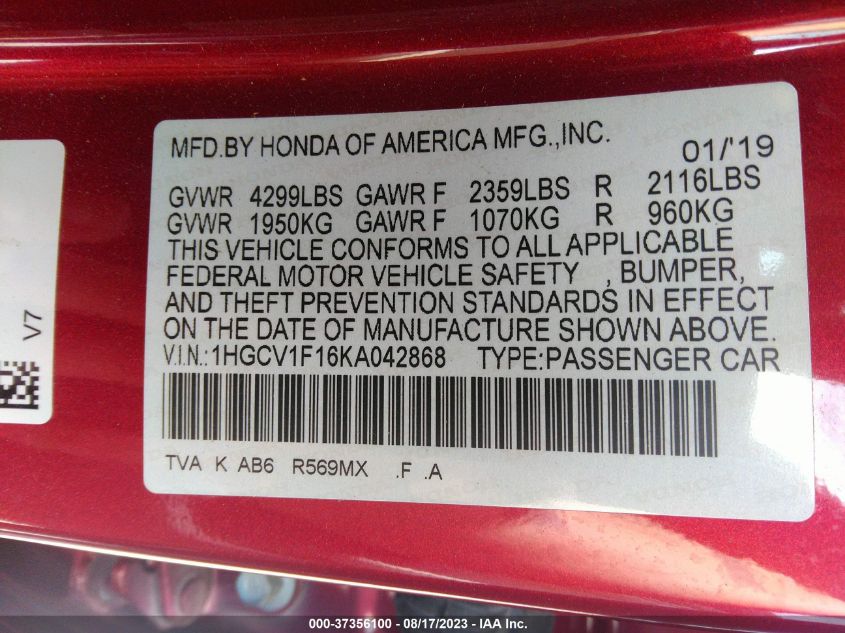 MFD.BY HONDA OF AMERICA MFG.,INC. 01/'19
GVWR 4299LBS GAWR F 2359LBS R 2116LBS
GVWR 1950KG GAWR F 1070KG R 960KG
THIS VEHICLE CONFORMS TO ALL APPLICABLE
FEDERAL MOTOR VEHICLE SAFETY , BUMPER,
AND THEFT PREVENTION STANDARDS IN EFFECT
ON THE DATE OF MANUFACTURE SHOWN ABOVE.
V.I.N.:1HGCV1F16KA042868 TYPE:PASSENGER CAR
TVA K AB6 R569MX .F .A
V7
000-37356100 - 08/17/2023 - IAA Inc.